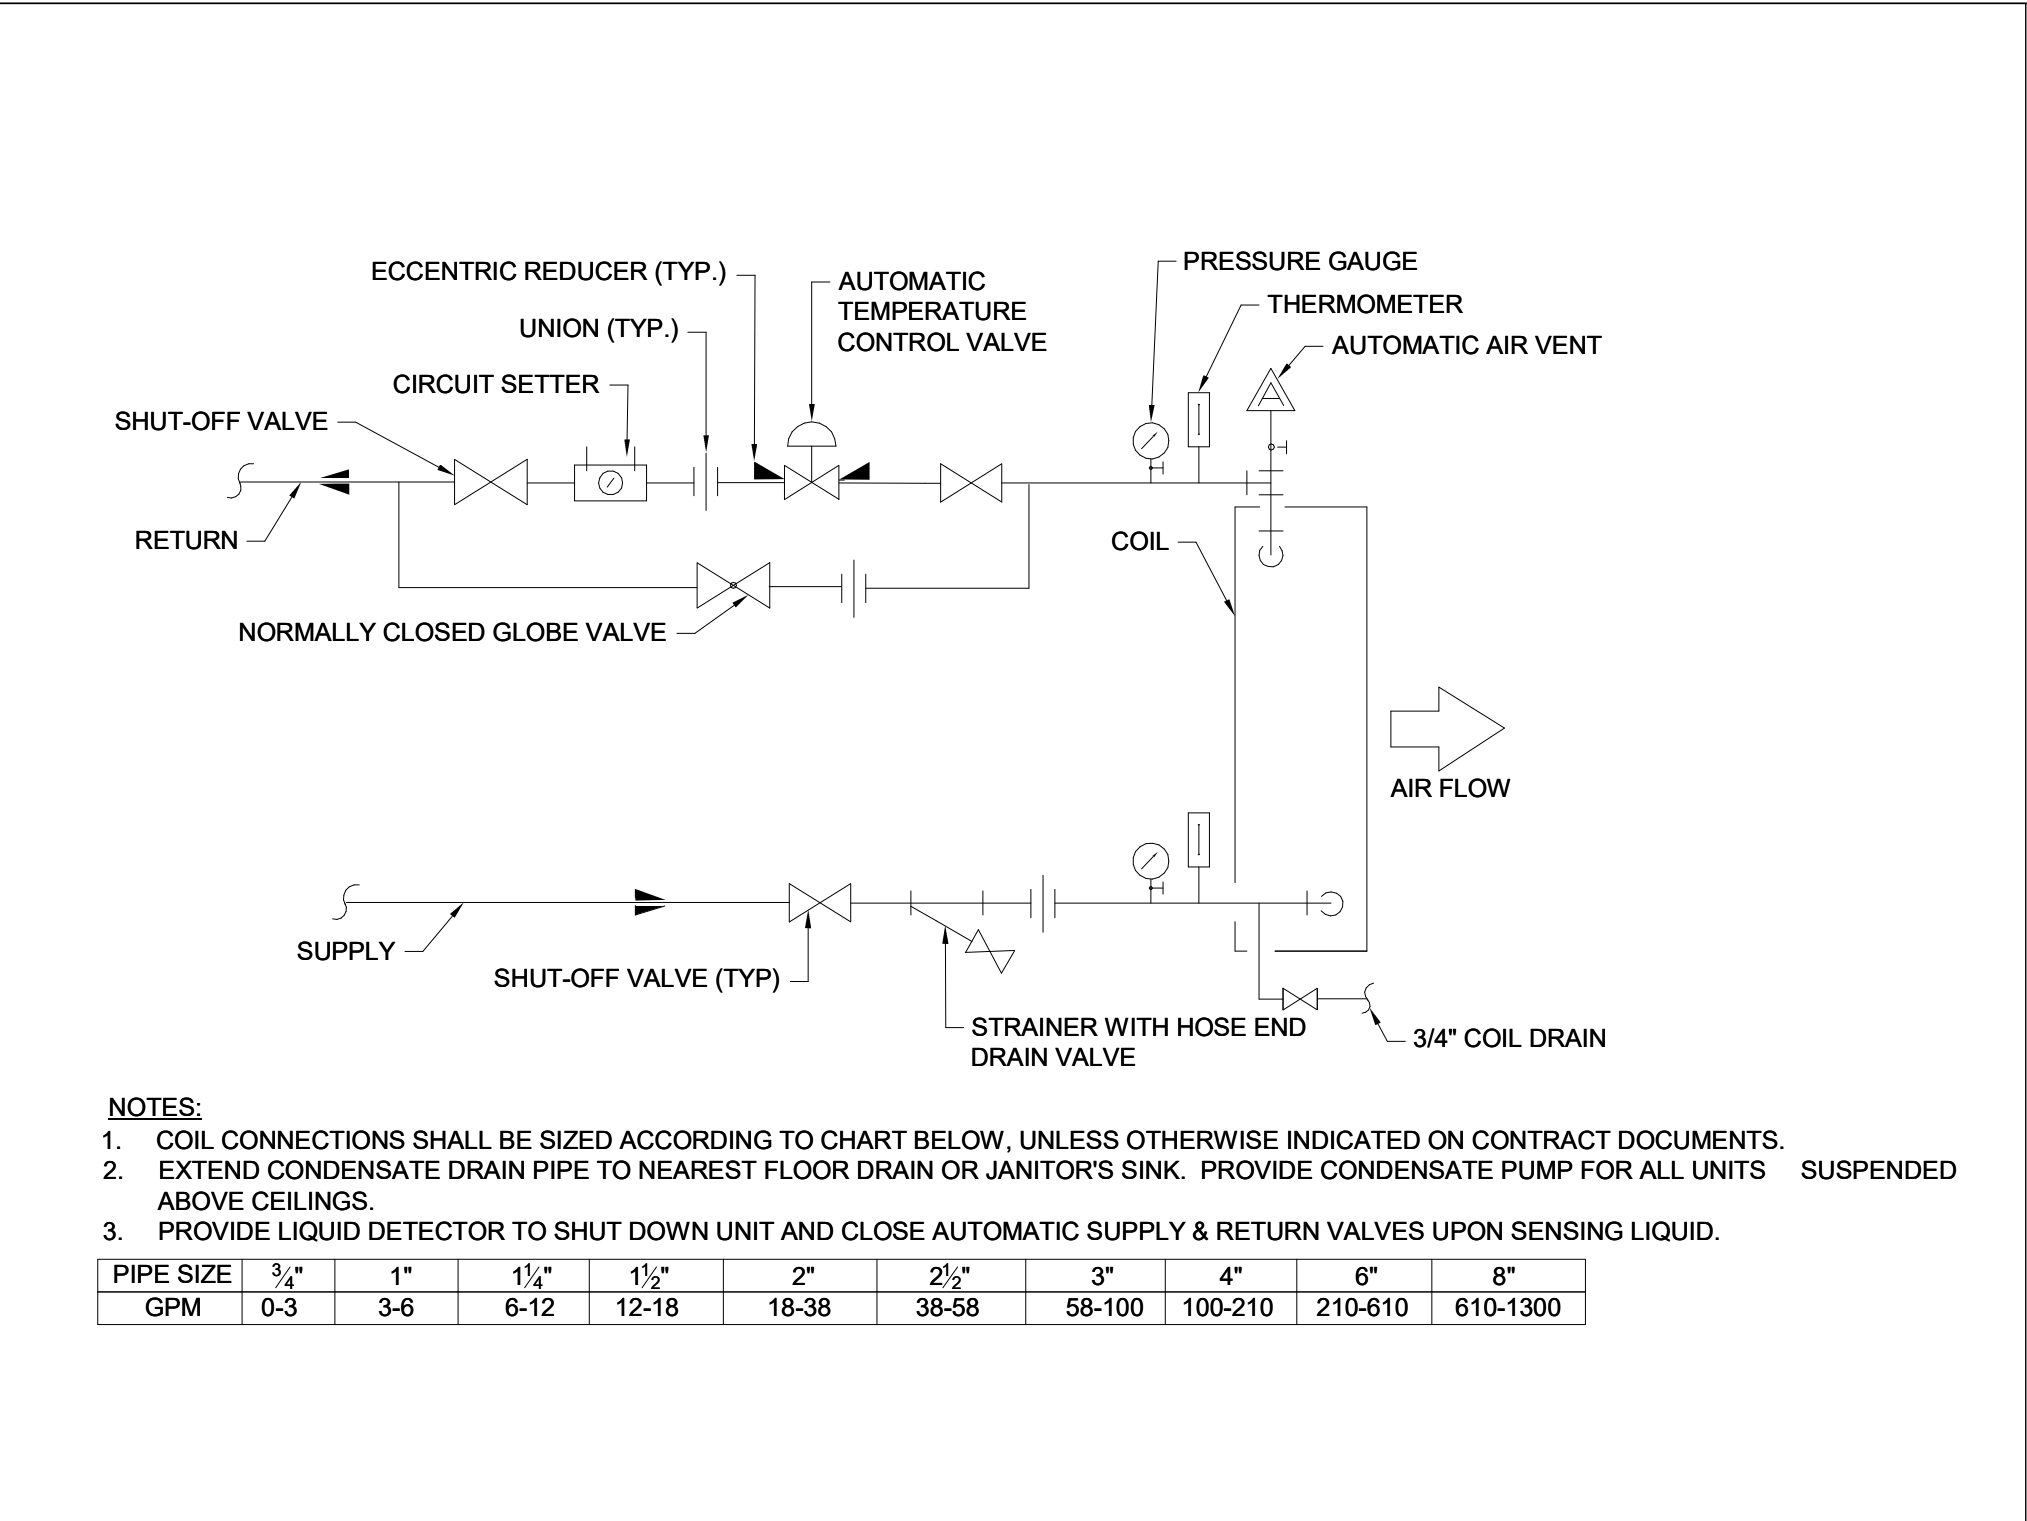 ECCENTRIC REDUCER (TYP.)
UNION (TYP.)
CIRCUIT SETTER
SHUT-OFF VALVE
AUTOMATIC
TEMPERATURE
CONTROL VALVE
PRESSURE GAUGE
THERMOMETER
AUTOMATIC AIR VENT
A
RETURN
COIL
NORMALLY CLOSED GLOBE VALVE
AIR FLOW
SUPPLY
SHUT-OFF VALVE (TYP)
STRAINER WITH HOSE END
DRAIN VALVE
3/4" COIL DRAIN
NOTES:
1. COIL CONNECTIONS SHALL BE SIZED ACCORDING TO CHART BELOW, UNLESS OTHERWISE INDICATED ON CONTRACT DOCUMENTS.
2. EXTEND CONDENSATE DRAIN PIPE TO NEAREST FLOOR DRAIN OR JANITOR'S SINK. PROVIDE CONDENSATE PUMP FOR ALL UNITS SUSPENDED
ABOVE CEILINGS.
3. PROVIDE LIQUID DETECTOR TO SHUT DOWN UNIT AND CLOSE AUTOMATIC SUPPLY & RETURN VALVES UPON SENSING LIQUID.
PIPE SIZE 3⁄4" 1" 1 1⁄4" 1 1⁄2" 2" 2 1⁄2" 3" 4" 6" 8"
GPM 0-3 3-6 6-12 12-18 18-38 38-58 58-100 100-210 210-610 610-1300